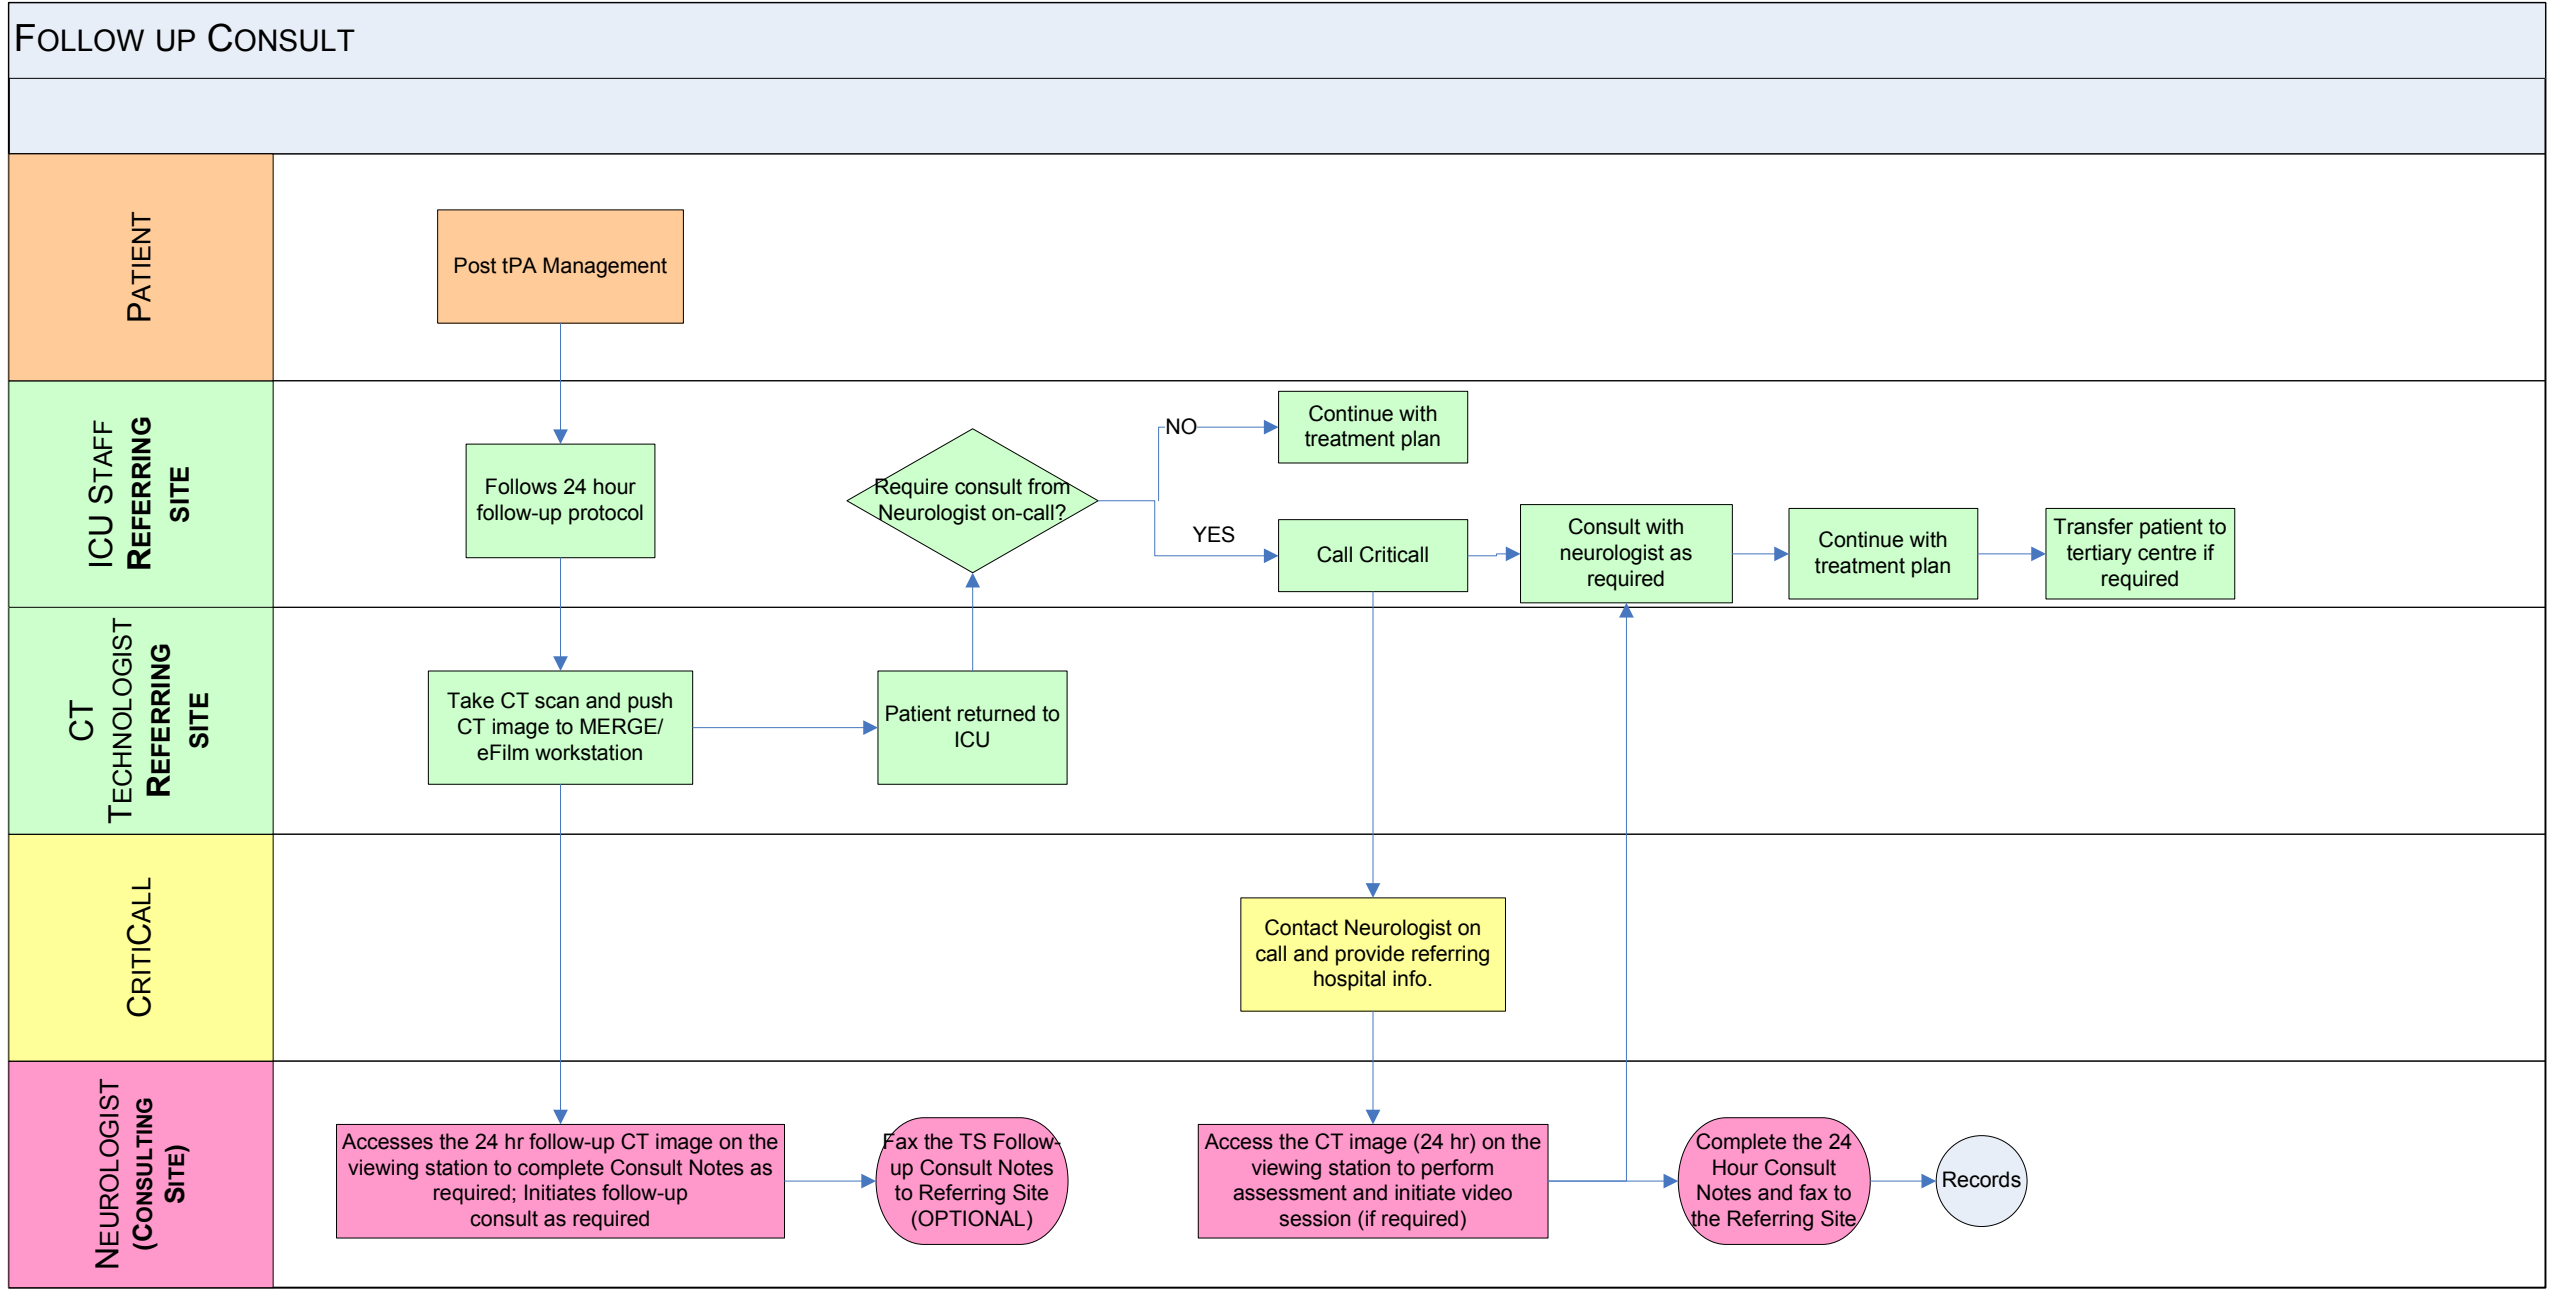 FOLLOW UP CONSULT
PATIENT
Post tPA Management
ICU STAFF
REFERRING
SITE
Follows 24 hour
follow-up protocol
Require consult from
Neurologist on-call?
NO
Continue with
treatment plan
YES
Call Criticall
Consult with
neurologist as
required
Continue with
treatment plan
Transfer patient to
tertiary centre if
required
CT
TECHNOLOGIST
REFERRING
SITE
Take CT scan and push
CT image to MERGE/
eFilm workstation
Patient returned to
ICU
CRITICALL
Contact Neurologist on
call and provide referring
hospital info.
NEUROLOGIST
(CONSULTING
SITE)
Accesses the 24 hr follow-up CT image on the
viewing station to complete Consult Notes as
required; Initiates follow-up
consult as required
Fax the TS Follow-
up Consult Notes
to Referring Site
(OPTIONAL)
Access the CT image (24 hr) on the
viewing station to perform
assessment and initiate video
session (if required)
Complete the 24
Hour Consult
Notes and fax to
the Referring Site
Records